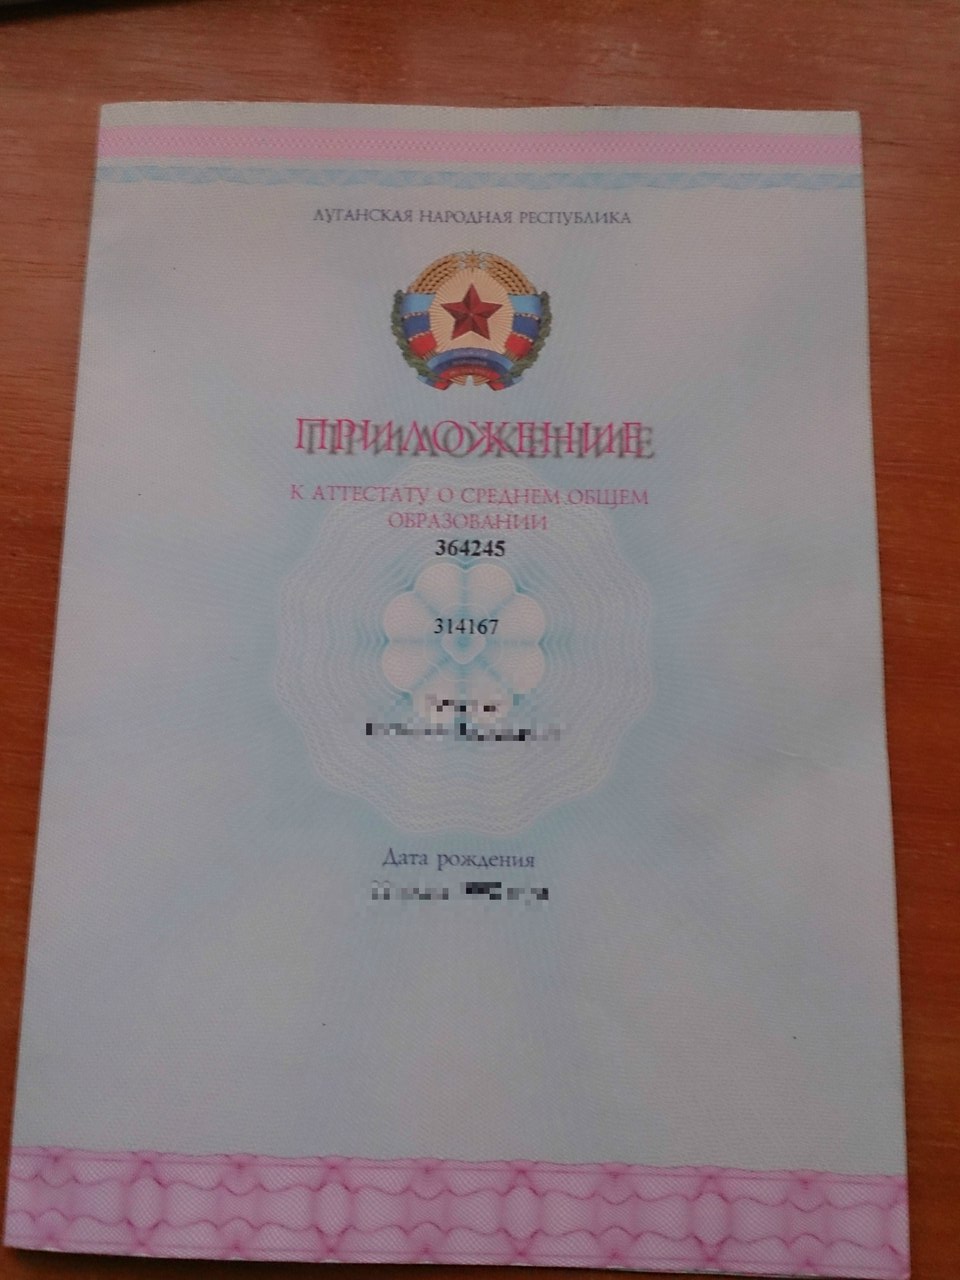 ЛУГАНСКАЯ НАРОДНАЯ РЕСПУБЛИКА
ПРИЛОЖЕНИЕ
К АТТЕСТАТУ О СРЕДНЕМ ОБЩЕМ
ОБРАЗОВАНИИ
364245
314167
Дата рождения